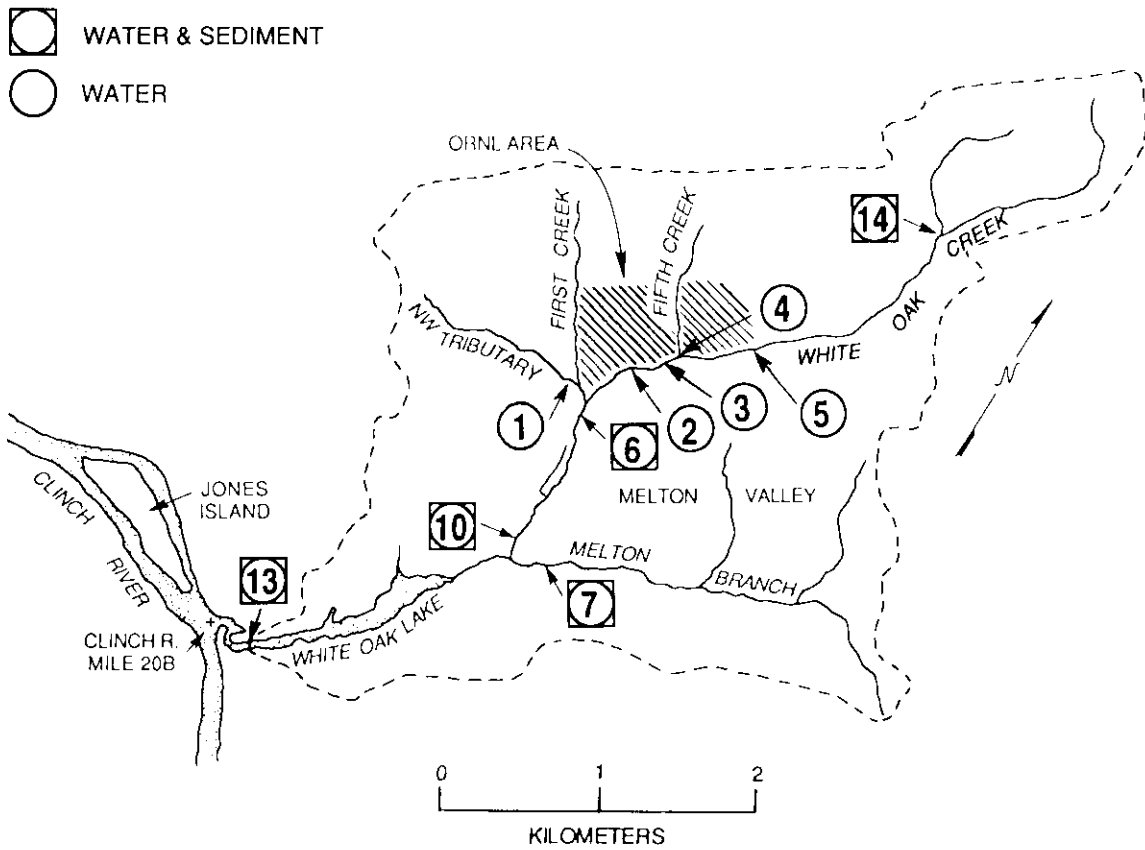 WATER & SEDIMENT
WATER
ORNL AREA
FIRST CREEK
FIFTH CREEK
14
CREEK
OAK
WHITE
NW TRIBUTARY
4
1
6
2
3
5
N
MELTON VALLEY
JONES
ISLAND
CLINCH
RIVER
10
MELTON
BRANCH
13
7
WHITE OAK LAKE
CLINCH R.
MILE 20B
0 1 2
KILOMETERS